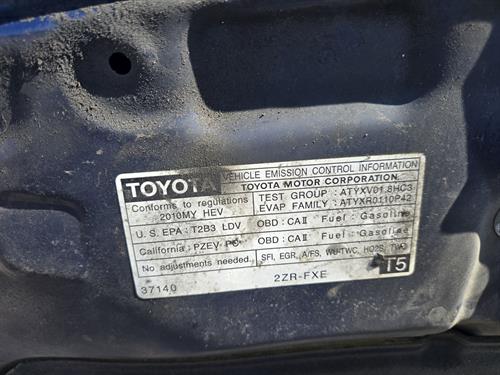 TOYOTA
VEHICLE EMISSION CONTROL INFORMATION
TOYOTA MOTOR CORPORATION
Conforms to regulations
2010MY HEV
TEST GROUP : ATYXV01.8HC3
EVAP FAMILY : ATYXR0110P42
U.S. EPA: T2B3 LDV
OBD: CAII Fuel: Gasoline
California: PZEV PC
OBD: CAII Fuel: Gasoline
No adjustments needed.
SFI, EGR, A/FS, WU-TWC, HO2S, TWC
37140
2ZR-FXE
T5